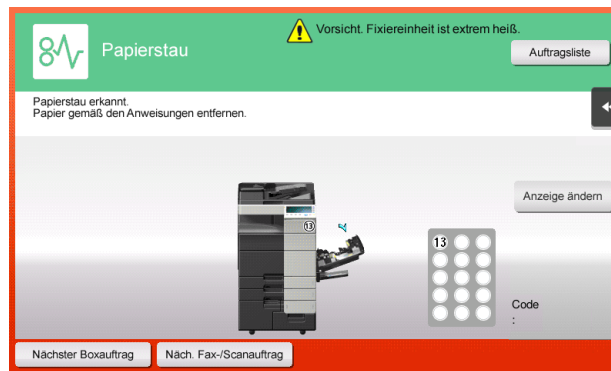 Vorsicht. Fixiereinheit ist extrem heiß.
Papierstau
Auftragsliste
Papierstau erkannt.
Papier gemäß den Anweisungen entfernen.
Anzeige ändern
13
13
Code
:
Nächster Boxauftrag
Näch. Fax-/Scanauftrag